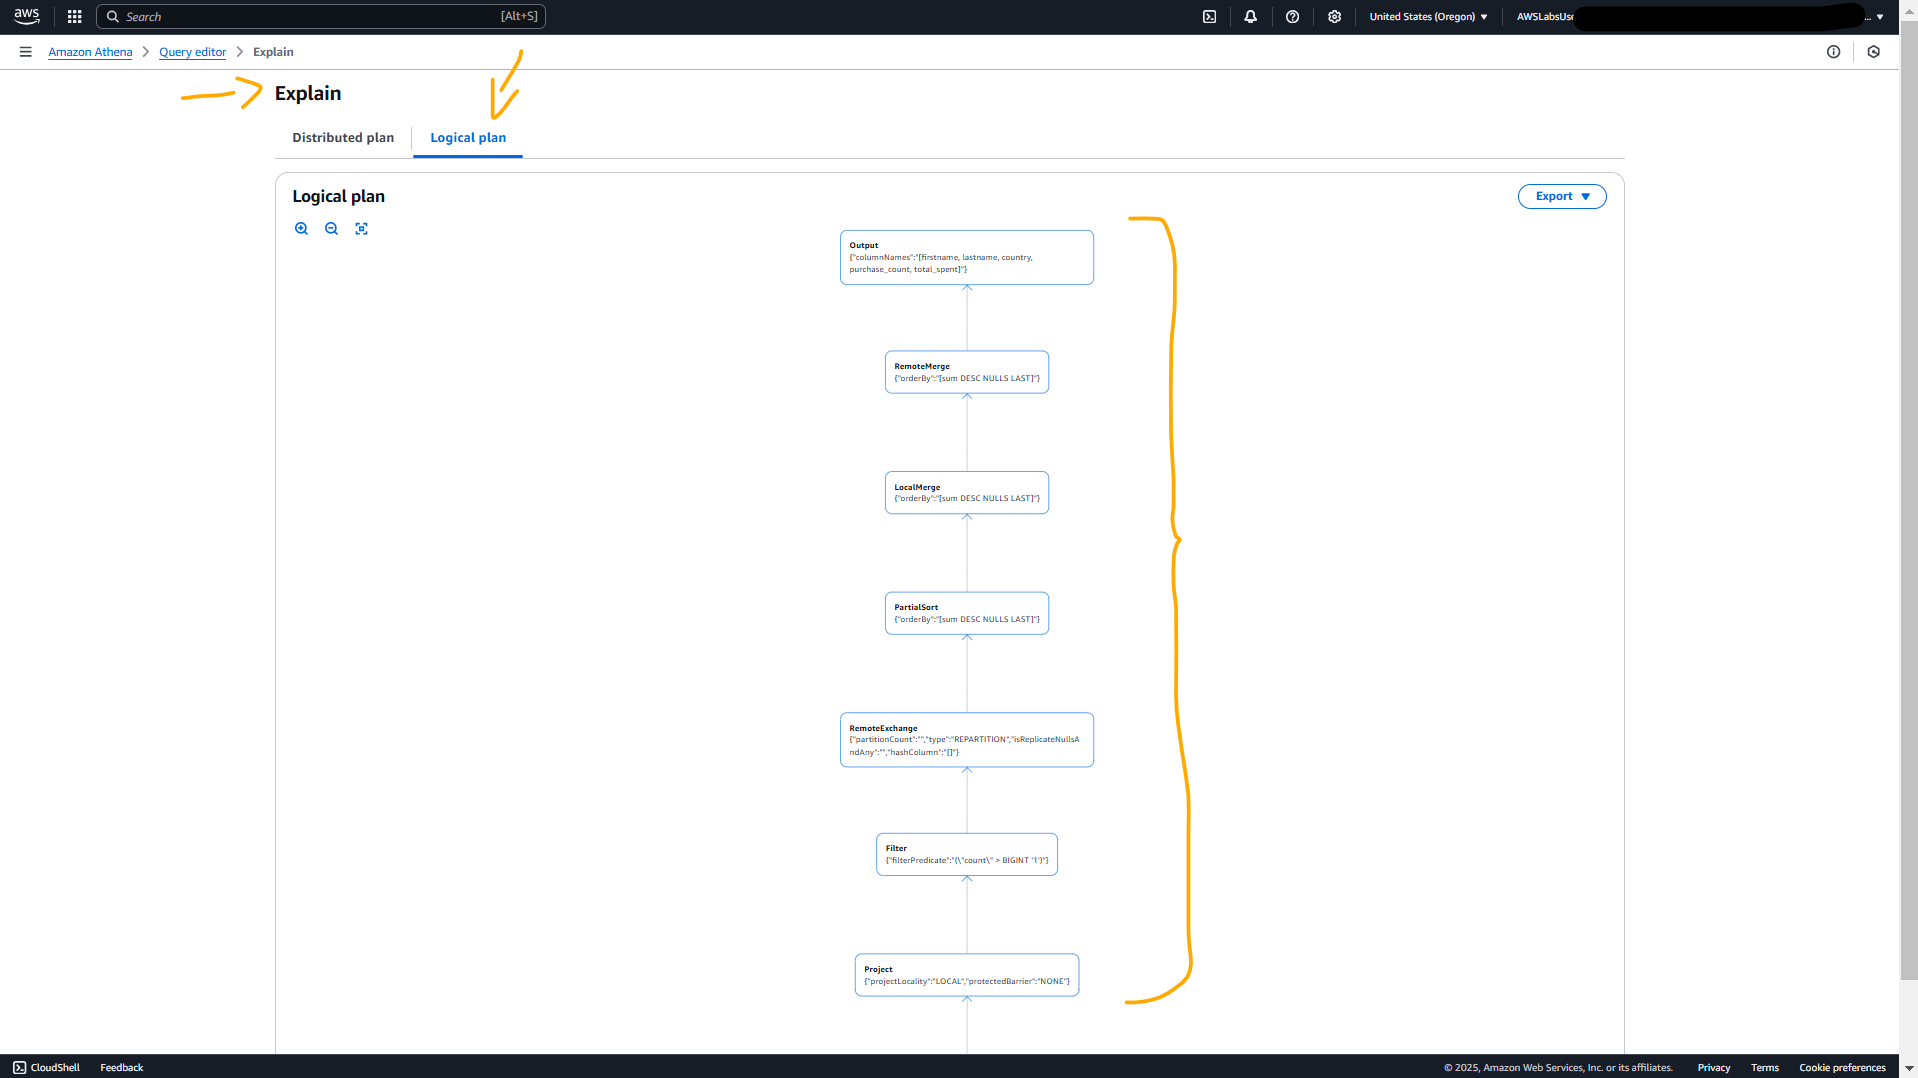 aws
Search
[Alt+S]
United States (Oregon)
AWSLabsUse
...
Amazon Athena
Query editor
Explain
Explain
Distributed plan
Logical plan
Logical plan
Export
Output
{"columnNames":"[firstname, lastname, country,
purchase_count, total_spent]"}
RemoteMerge
{"orderBy":"[sum DESC NULLS LAST]"}
LocalMerge
{"orderBy":"[sum DESC NULLS LAST]"}
PartialSort
{"orderBy":"[sum DESC NULLS LAST]"}
RemoteExchange
{"partitionCount":"","type":"REPARTITION","isReplicateNullsA
ndAny":"","hashColumn":"[]"}
Filter
{"filterPredicate":"(\"count\" > BIGINT '1')"}
Project
{"projectLocality":"LOCAL","protectedBarrier":"NONE"}
CloudShell
Feedback
© 2025, Amazon Web Services, Inc. or its affiliates.
Privacy
Terms
Cookie preferences